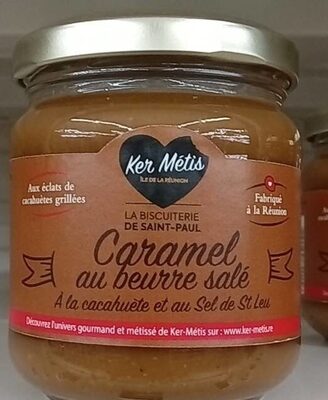 Ker Métis
ÎLE DE LA RÉUNION
Aux éclats de
cacahuètes grillées
Fabriqué
à la Réunion
LA BISCUITERIE
DE SAINT-PAUL
Caramel
au beurre salé
À la cacahuète et au Sel de St Leu
Découvrez l'univers gourmand et métissé de Ker-Métis sur : www.ker-metis.re